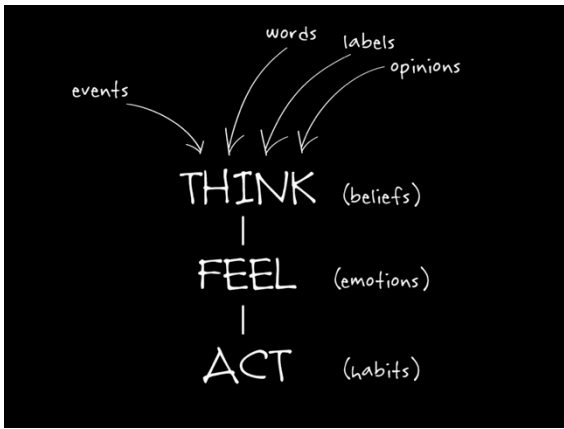 words
labels
opinions
events
THINK (beliefs)
FEEL (emotions)
ACT (habits)